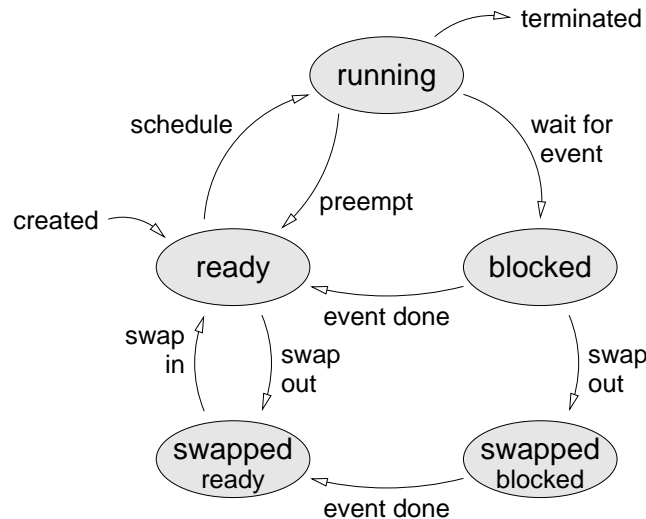 terminated
running
schedule
wait for
event
preempt
created
ready
blocked
event done
swap
in
swap
out
swap
out
swapped
ready
swapped
blocked
event done